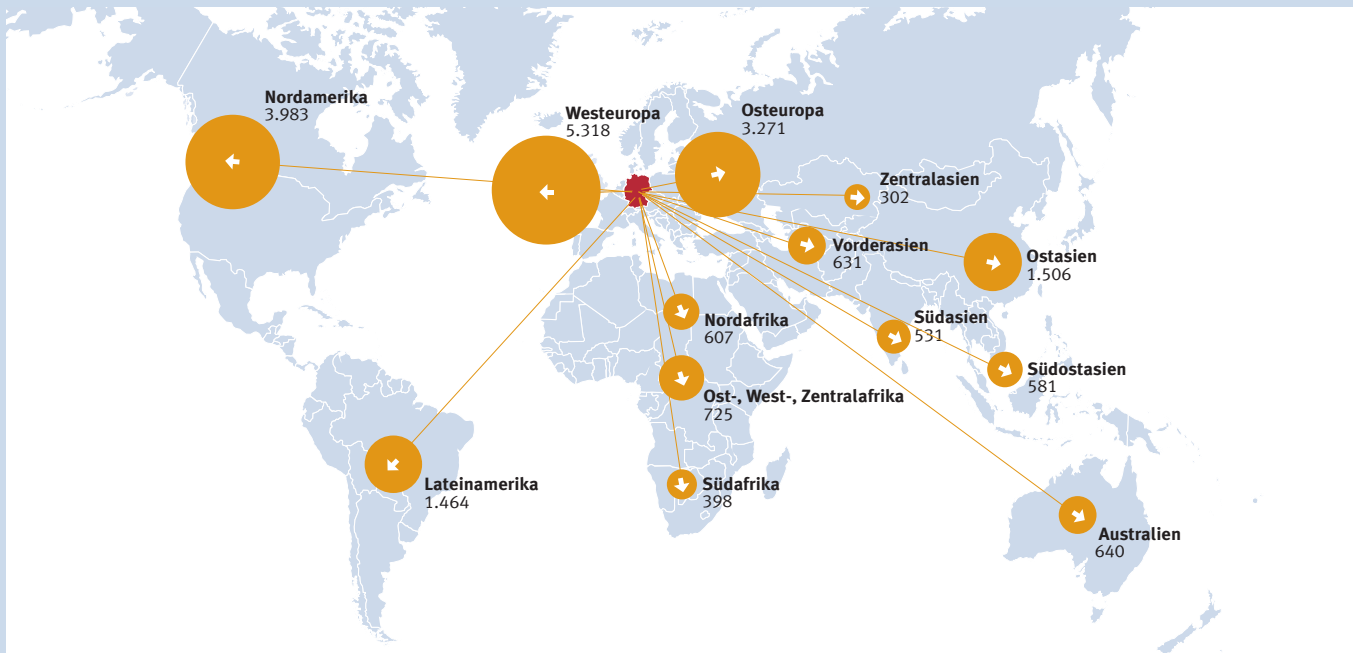 Nordamerika
3.983
Westeuropa
5.318
Osteuropa
3.271
Zentralasien
302
Vorderasien
631
Ostasien
1.506
Nordafrika
607
Südasien
531
Südostasien
581
Ost-, West-, Zentralafrika
725
Lateinamerika
1.464
Südafrika
398
Australien
640